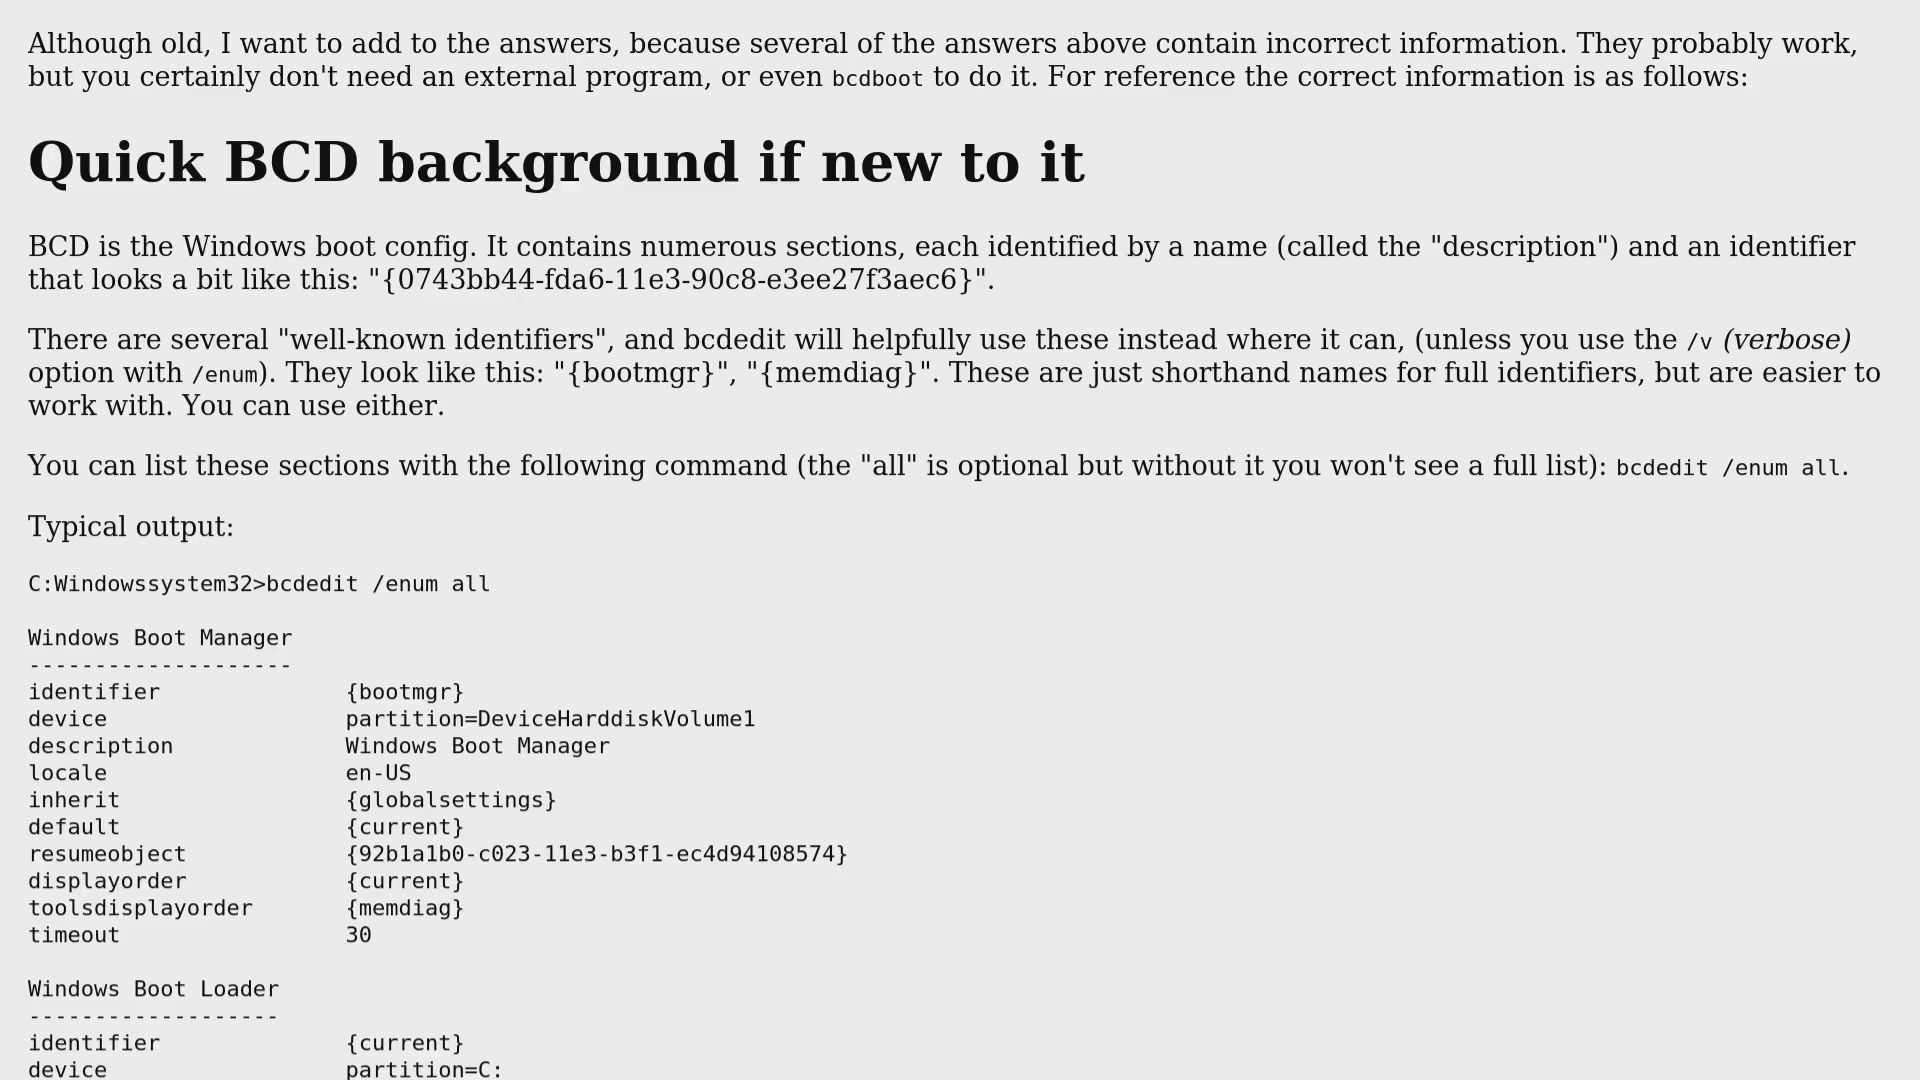 Although old, I want to add to the answers, because several of the answers above contain incorrect information. They probably work,
but you certainly don't need an external program, or even bcdboot to do it. For reference the correct information is as follows:
Quick BCD background if new to it
BCD is the Windows boot config. It contains numerous sections, each identified by a name (called the "description") and an identifier
that looks a bit like this: "{0743bb44-fda6-11e3-90c8-e3ee27f3aec6}".
There are several "well-known identifiers", and bcdedit will helpfully use these instead where it can, (unless you use the /v (verbose)
option with /enum). They look like this: "{bootmgr}", "{memdiag}". These are just shorthand names for full identifiers, but are easier to
work with. You can use either.
You can list these sections with the following command (the "all" is optional but without it you won't see a full list): bcdedit /enum all.
Typical output:
C:Windowssystem32>bcdedit /enum all
Windows Boot Manager
--------------------
identifier              {bootmgr}
device                  partition=DeviceHarddiskVolume1
description             Windows Boot Manager
locale                  en-US
inherit                 {globalsettings}
default                 {current}
resumeobject            {92b1a1b0-c023-11e3-b3f1-ec4d94108574}
displayorder            {current}
toolsdisplayorder       {memdiag}
timeout                 30
Windows Boot Loader
-------------------
identifier              {current}
device                  partition=C: